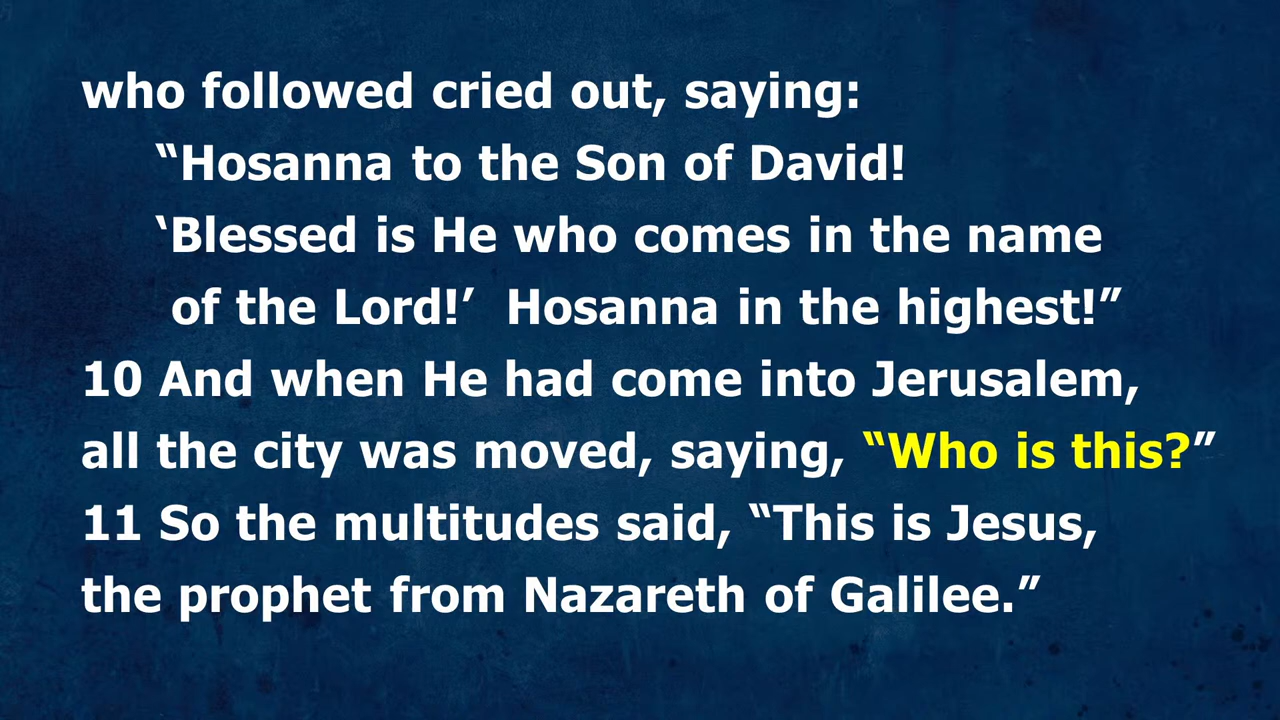 who followed cried out, saying:
“Hosanna to the Son of David!
‘Blessed is He who comes in the name
of the Lord!’  Hosanna in the highest!”
10 And when He had come into Jerusalem,
all the city was moved, saying, “Who is this?”
11 So the multitudes said, “This is Jesus,
the prophet from Nazareth of Galilee.”